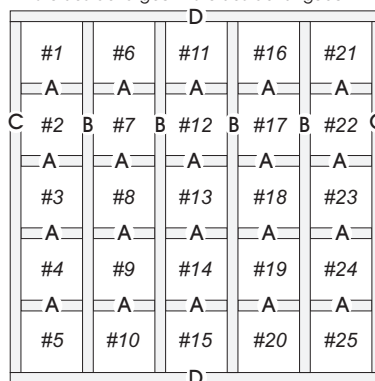 D
#1 #6 #11 #16 #21
A A A A A
C #2 B #7 B #12 B #17 B #22 C
A A A A A
#3 #8 #13 #18 #23
A A A A A
#4 #9 #14 #19 #24
A A A A A
#5 #10 #15 #20 #25
D